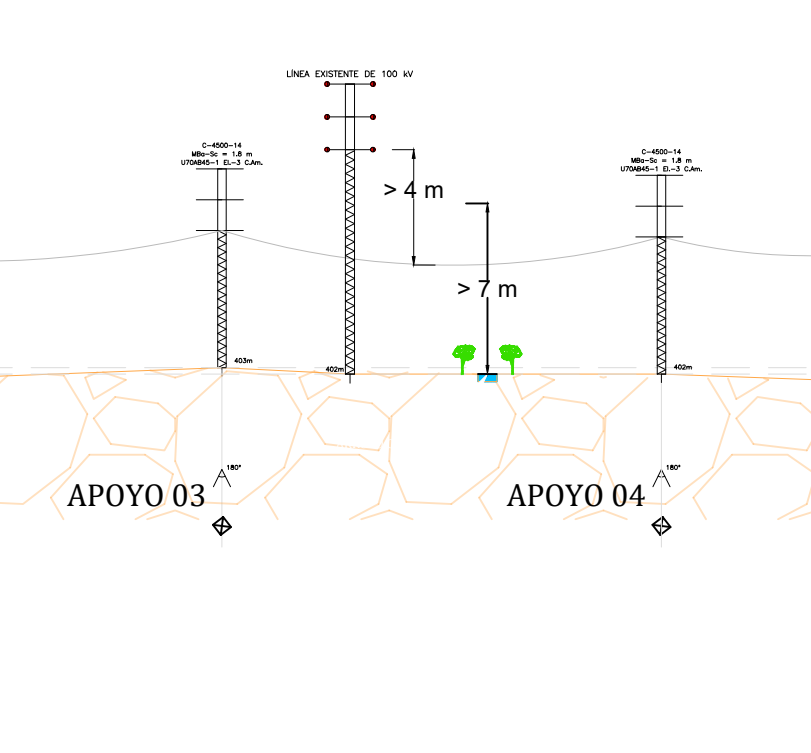 LÍNEA EXISTENTE DE 100 kV
C-4500-14
MBa-Sc = 1.8 m
U70AB45-1 El.-3 C.Am.
C-4500-14
MBa-Sc = 1.8 m
U70AB45-1 El.-3 C.Am.
> 4 m
> 7 m
403m
402m
402m
180°
180°
APOYO 03
APOYO 04